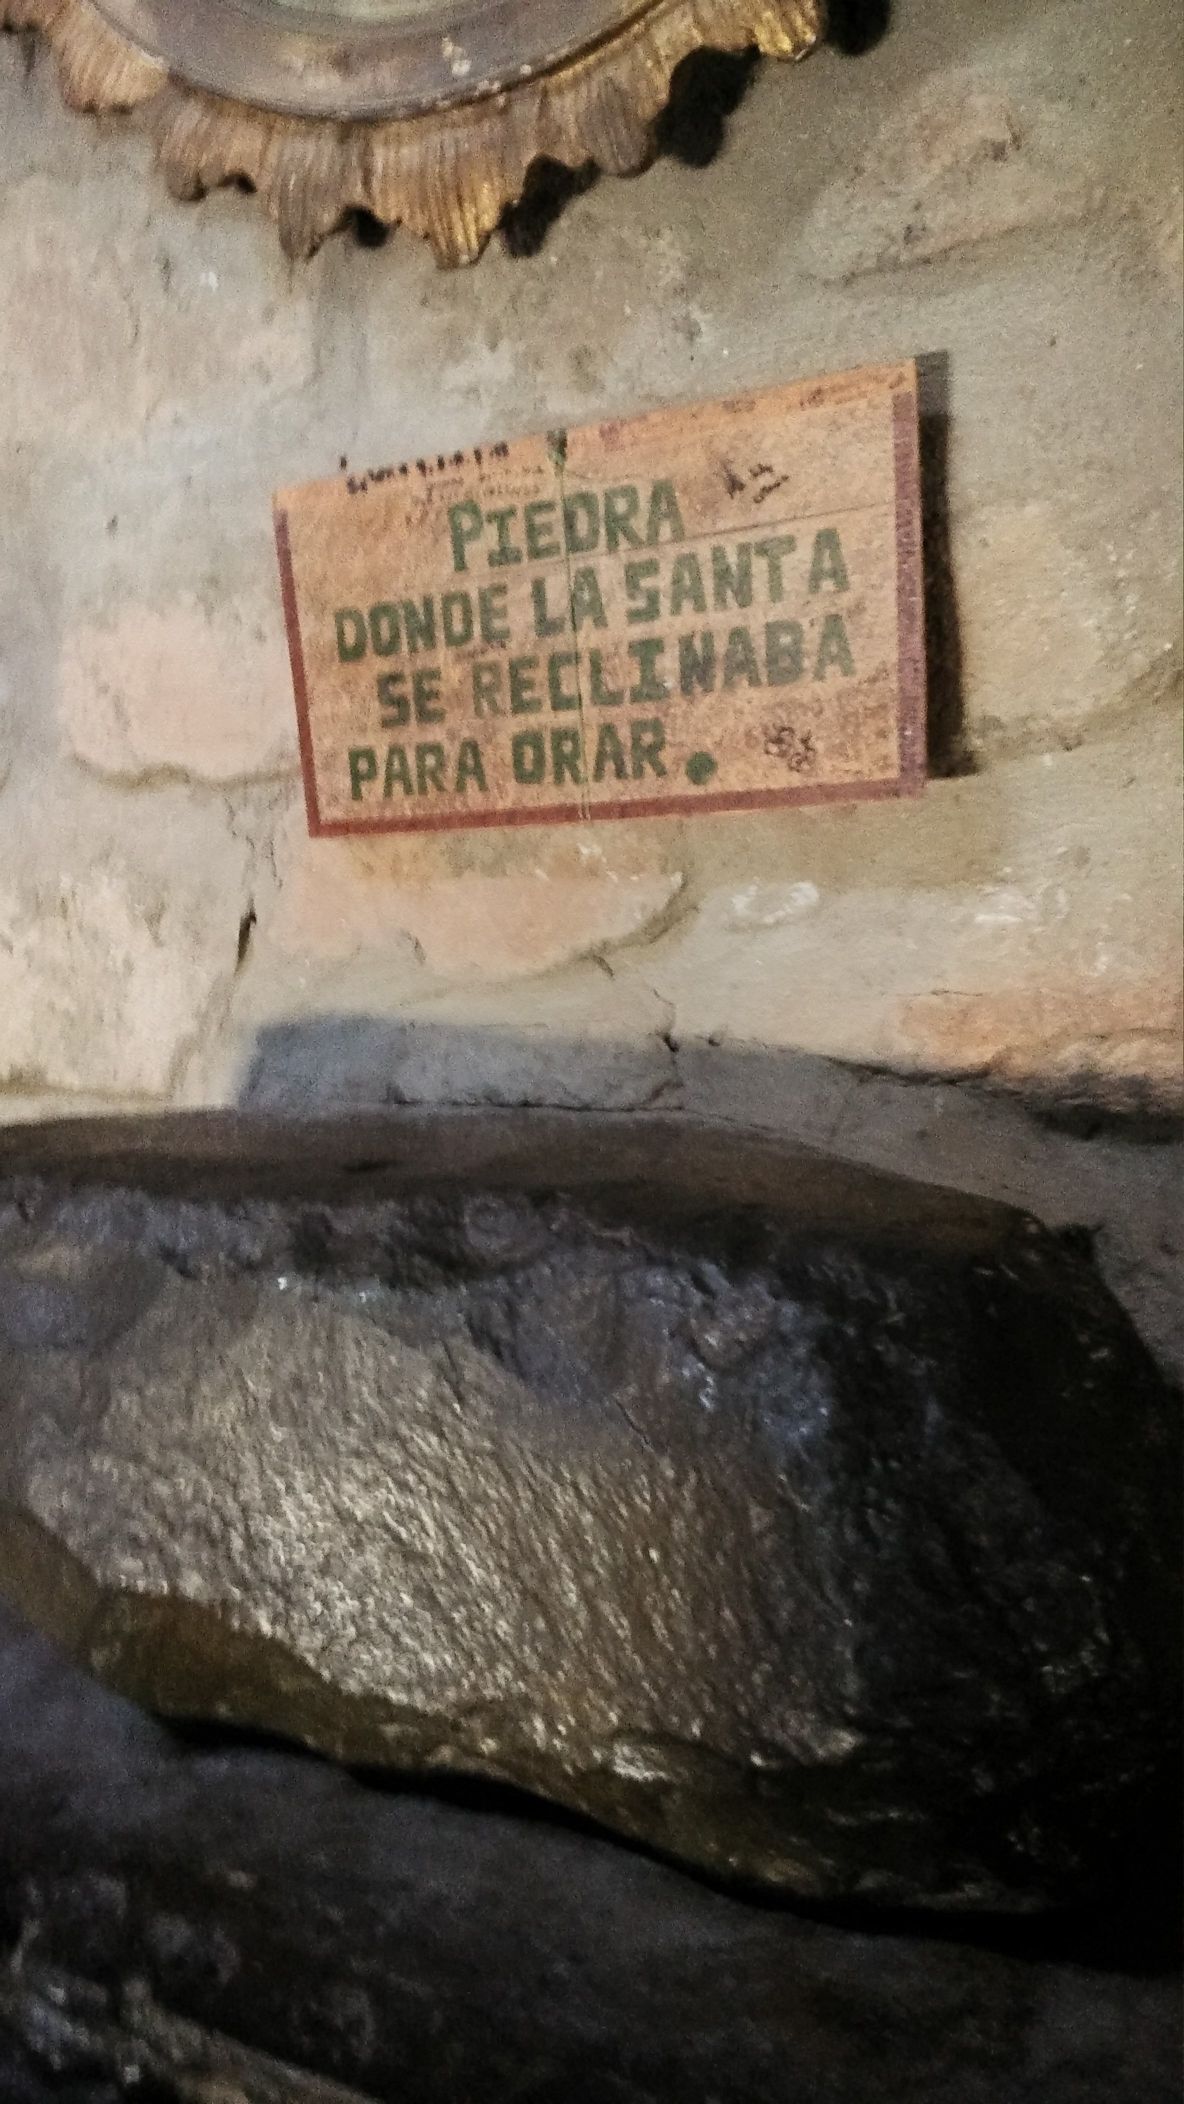 PIEDRA
DONDE LA SANTA
SE RECLINABA
PARA ORAR.